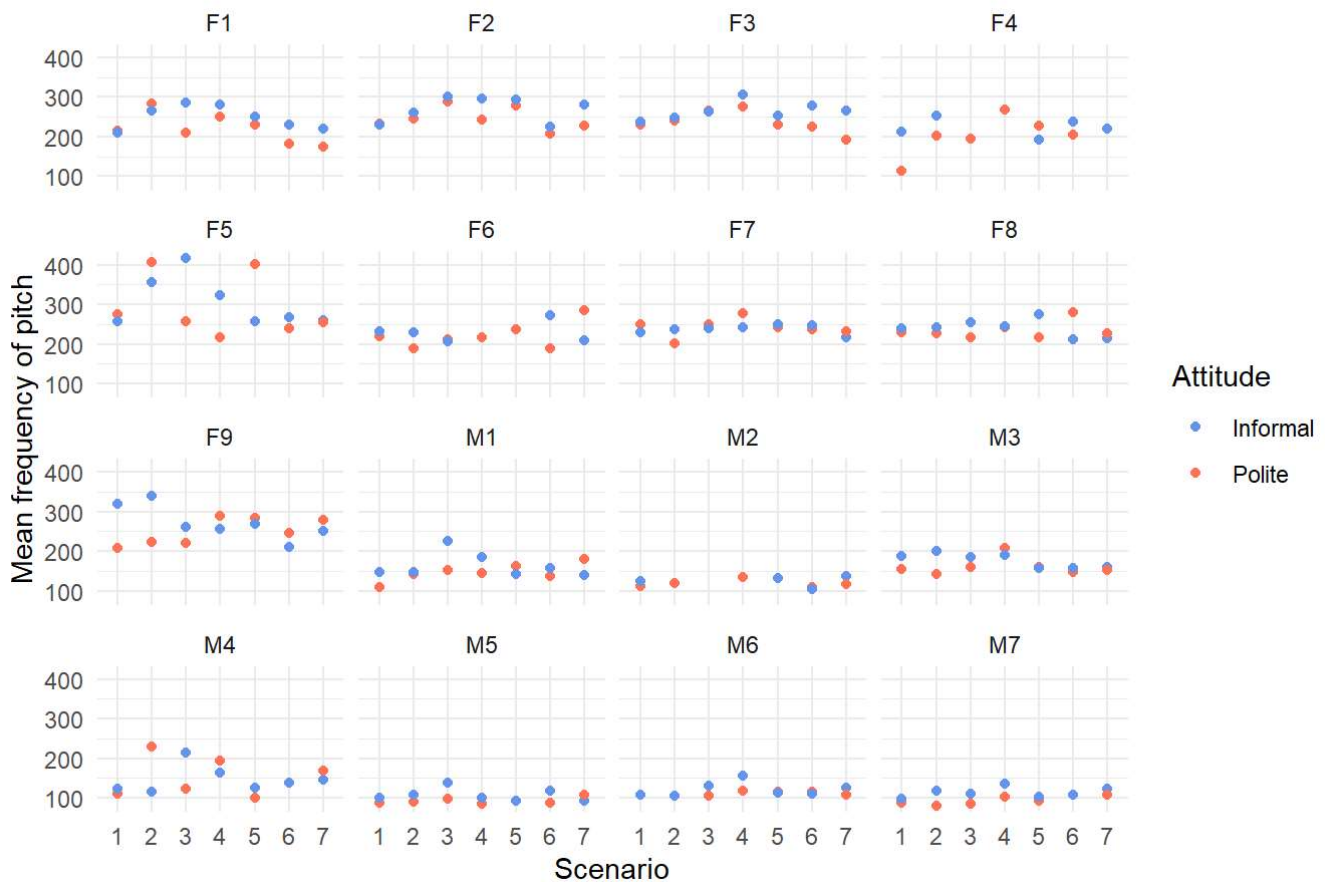 F1 F2 F3 F4
400
300
200
100
F5 F6 F7 F8
400
300
200
100
F9 M1 M2 M3
400
300
200
100
M4 M5 M6 M7
400
300
200
100
1 2 3 4 5 6 7 1 2 3 4 5 6 7 1 2 3 4 5 6 7 1 2 3 4 5 6 7
Scenario
Mean frequency of pitch
Attitude
Informal
Polite